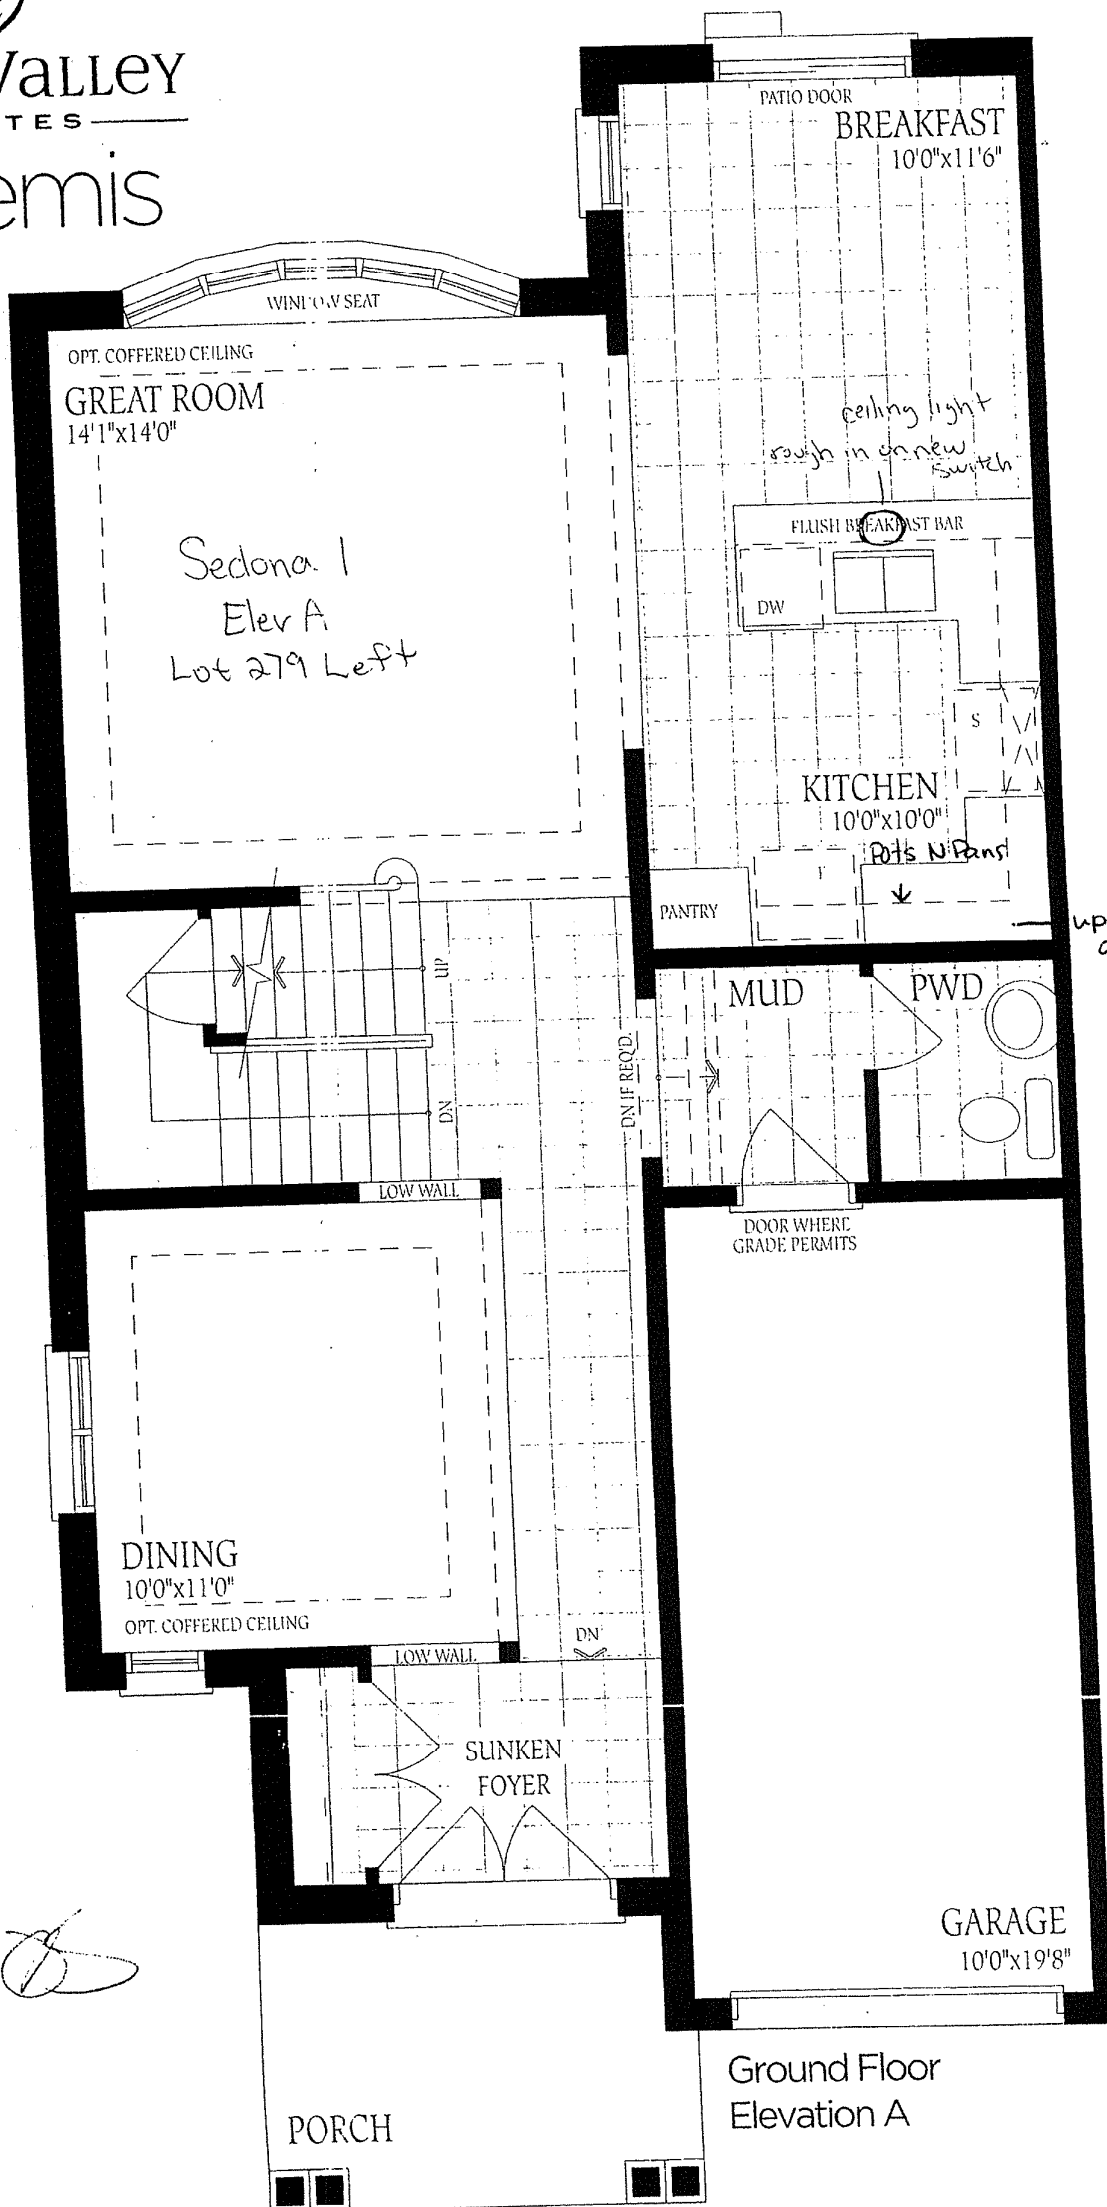 VaLLeY
TES
emis
PATIO DOOR
BREAKFAST
10'0"x11'6"
WINDOW SEAT
OPT. COFFERED CEILING
GREAT ROOM
14'1"x14'0"
ceiling light
rough in on new
switch
FLUSH BREAKFAST BAR
Sedona 1
Elev A
Lot 279 Left
DW
S
KITCHEN
10'0"x10'0"
Pots N Pans
PANTRY
up
UP
MUD
PWD
DN IF REQ'D
DN
LOW WALL
DOOR WHERE
GRADE PERMITS
DINING
10'0"x11'0"
OPT. COFFERED CEILING
DN
LOW WALL
SUNKEN
FOYER
GARAGE
10'0"x19'8"
Ground Floor
Elevation A
PORCH